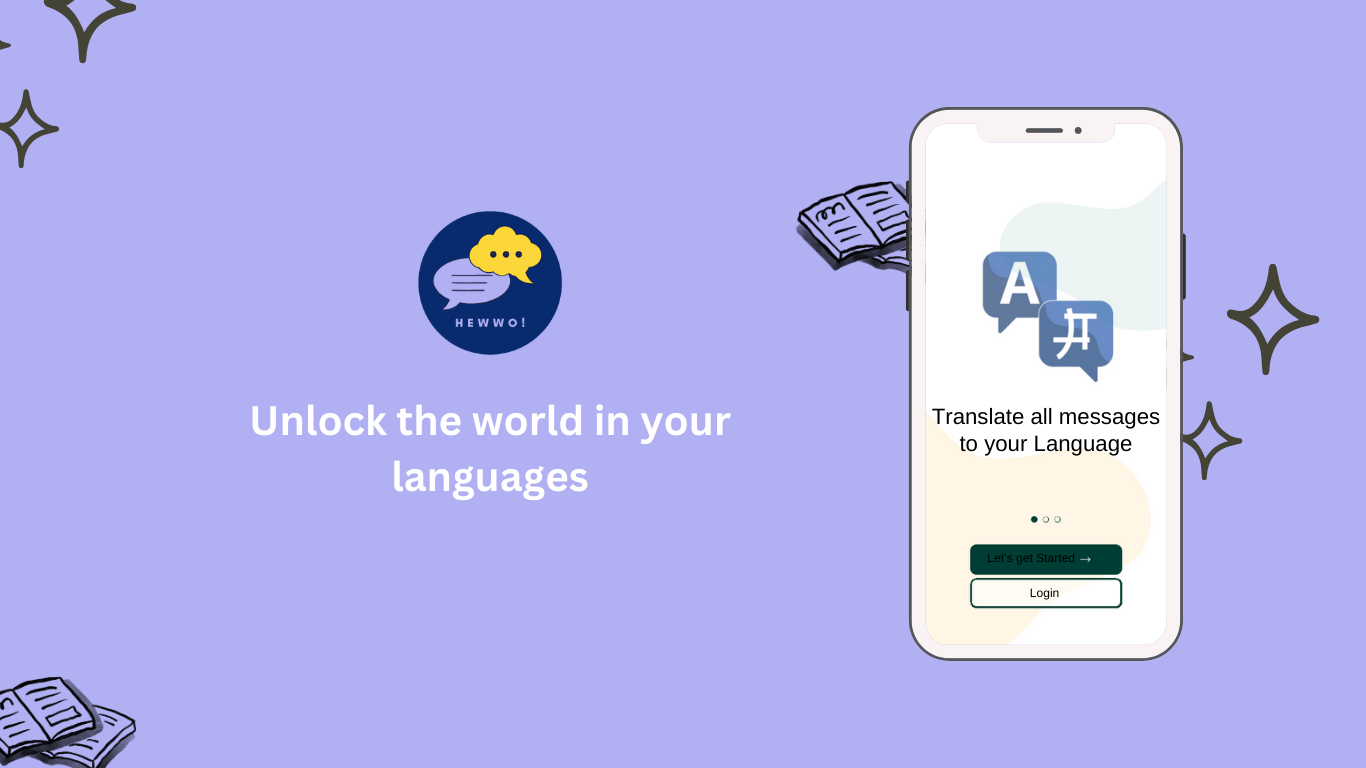 HEWWO!
Unlock the world in your
languages
A
Translate all messages
to your Language
Let's get Started →
Login